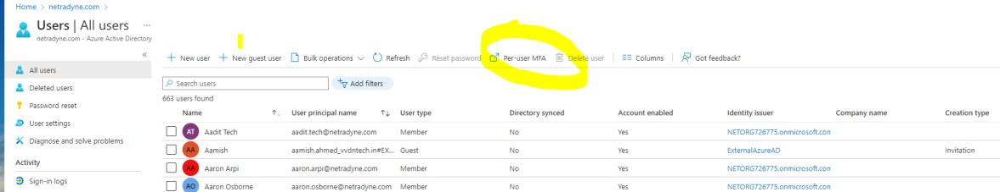 Home > netradyne.com >
Users | All users ...
netradyne.com - Azure Active Directory
«
All users
Deleted users
Password reset
User settings
Diagnose and solve problems
Activity
Sign-in logs
+ New user + New guest user Bulk operations Refresh Reset password Per-user MFA Delete user Columns Got feedback?
Search users Add filters
663 users found
Name User principal name User type Directory synced Account enabled Identity issuer Company name Creation type
AT Aadit Tech aadit.tech@netradyne.com Member No Yes NETORG726775.onmicrosoft.con
AA Aamish aamish.ahmed_vvdntech.in#EX... Guest No Yes ExternalAzureAD Invitation
AA Aaron Arpi aaron.arpi@netradyne.com Member No Yes NETORG726775.onmicrosoft.con
AO Aaron Osborne aaron.osborne@netradyne.com Member No Yes NETORG726775.onmicrosoft.con